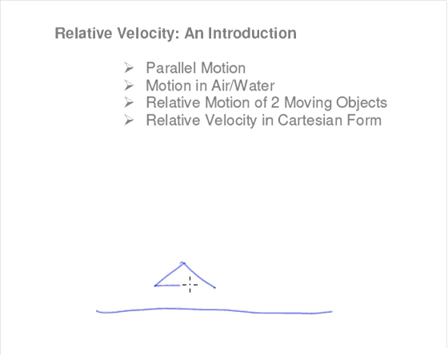 Relative Velocity: An Introduction
➢ Parallel Motion
➢ Motion in Air/Water
➢ Relative Motion of 2 Moving Objects
➢ Relative Velocity in Cartesian Form